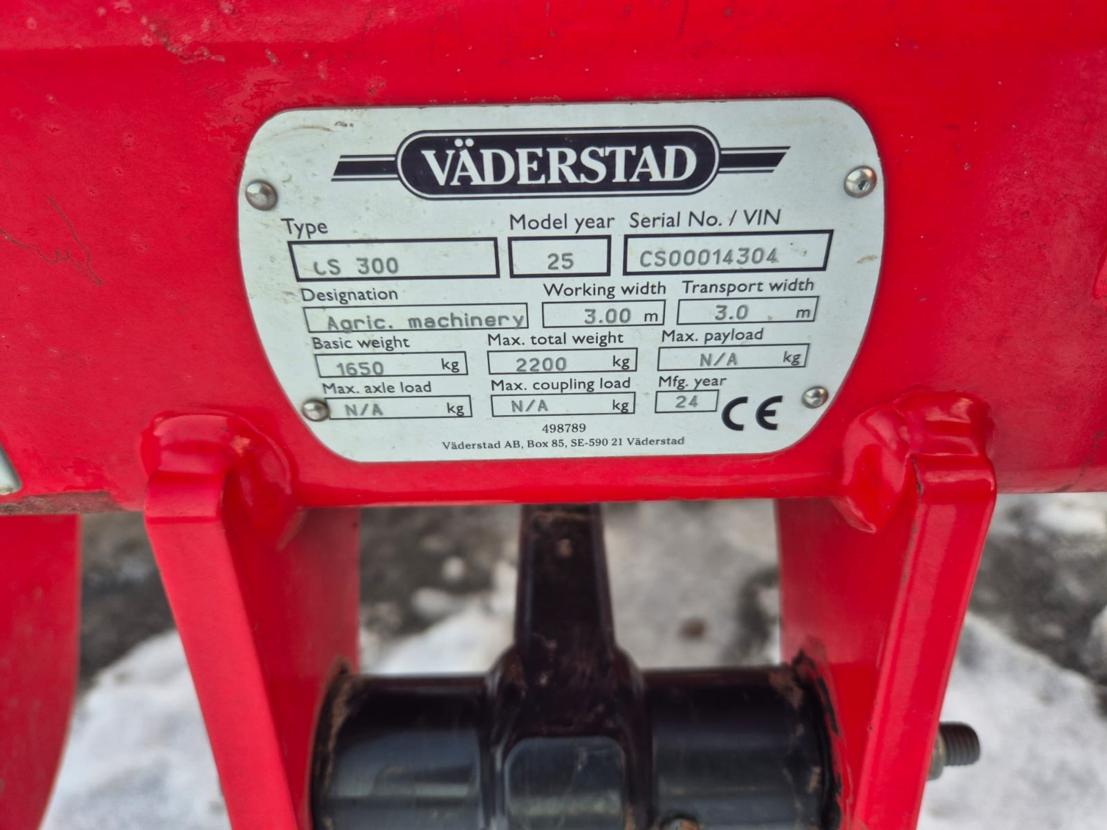 VÄDERSTAD
Type Model year Serial No. / VIN
CS 300 25 CS00014304
Designation Working width Transport width
Agric. machinery 3.00 m 3.0 m
Basic weight Max. total weight Max. payload
1650 kg 2200 kg N/A kg
Max. axle load Max. coupling load Mfg. year
N/A kg N/A kg 24 CE
498789
Väderstad AB, Box 85, SE-590 21 Väderstad